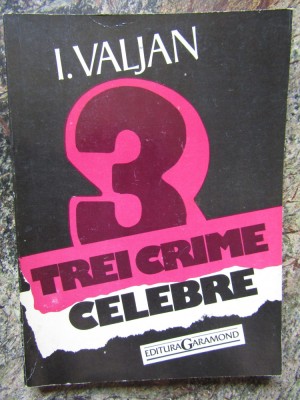 I. VALJAN
3
TREI CRIME
CELEBRE
EDITURA GARAMOND